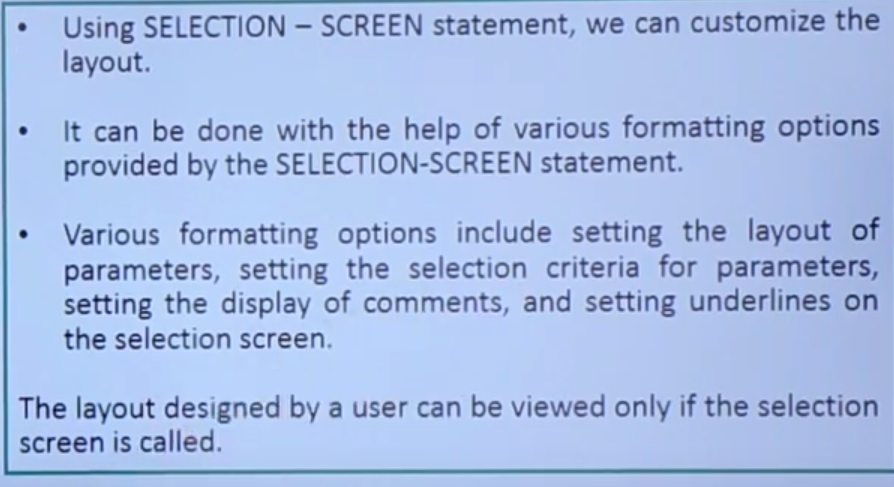 • Using SELECTION – SCREEN statement, we can customize the
layout.
• It can be done with the help of various formatting options
provided by the SELECTION-SCREEN statement.
• Various formatting options include setting the layout of
parameters, setting the selection criteria for parameters,
setting the display of comments, and setting underlines on
the selection screen.
The layout designed by a user can be viewed only if the selection
screen is called.